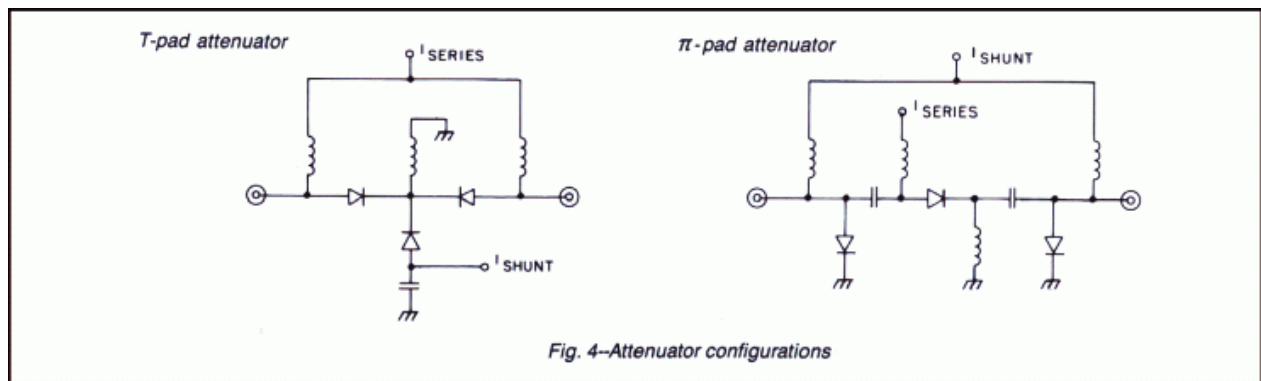 T-pad attenuator
I SERIES
I SHUNT
π-pad attenuator
I SHUNT
I SERIES
Fig. 4--Attenuator configurations